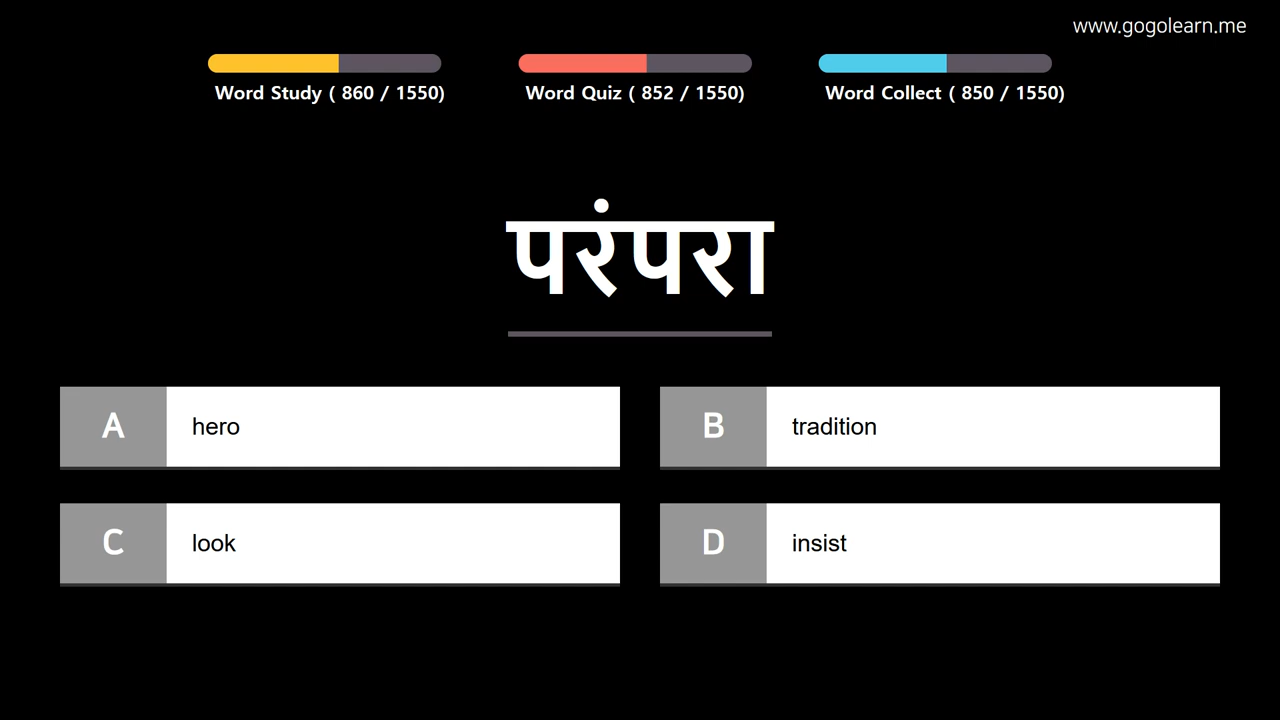 www.gogolearn.me
Word Study ( 860 / 1550)
Word Quiz ( 852 / 1550)
Word Collect ( 850 / 1550)
परंपरा
A hero
B tradition
C look
D insist